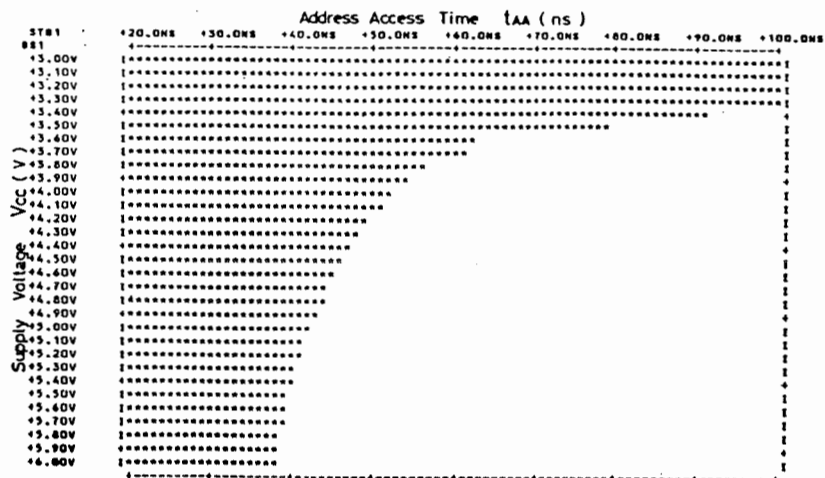 Address Access Time tAA (ns)
STB1 +20.0NS +30.0NS +40.0NS +50.0NS +60.0NS +70.0NS +80.0NS +90.0NS +100.0NS
Supply Voltage Vcc (V)
+3.00V
+3.10V
+3.20V
+3.30V
+3.40V
+3.50V
+3.60V
+3.70V
+3.80V
+3.90V
+4.00V
+4.10V
+4.20V
+4.30V
+4.40V
+4.50V
+4.60V
+4.70V
+4.80V
+4.90V
+5.00V
+5.10V
+5.20V
+5.30V
+5.40V
+5.50V
+5.60V
+5.70V
+5.80V
+5.90V
+6.00V